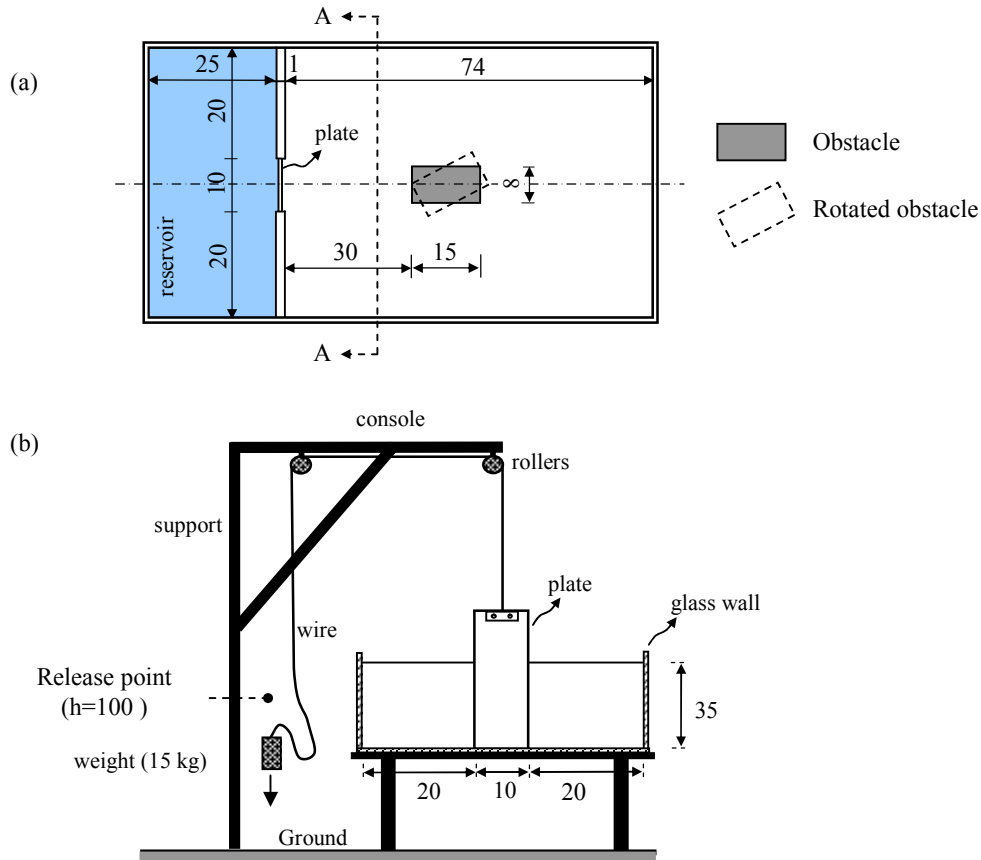 A
(a)
25
1
74
20
plate
10
8
Obstacle
Rotated obstacle
reservoir
20
30
15
A
(b)
console
rollers
support
plate
glass wall
wire
Release point
(h=100 )
35
weight (15 kg)
20
10
20
Ground